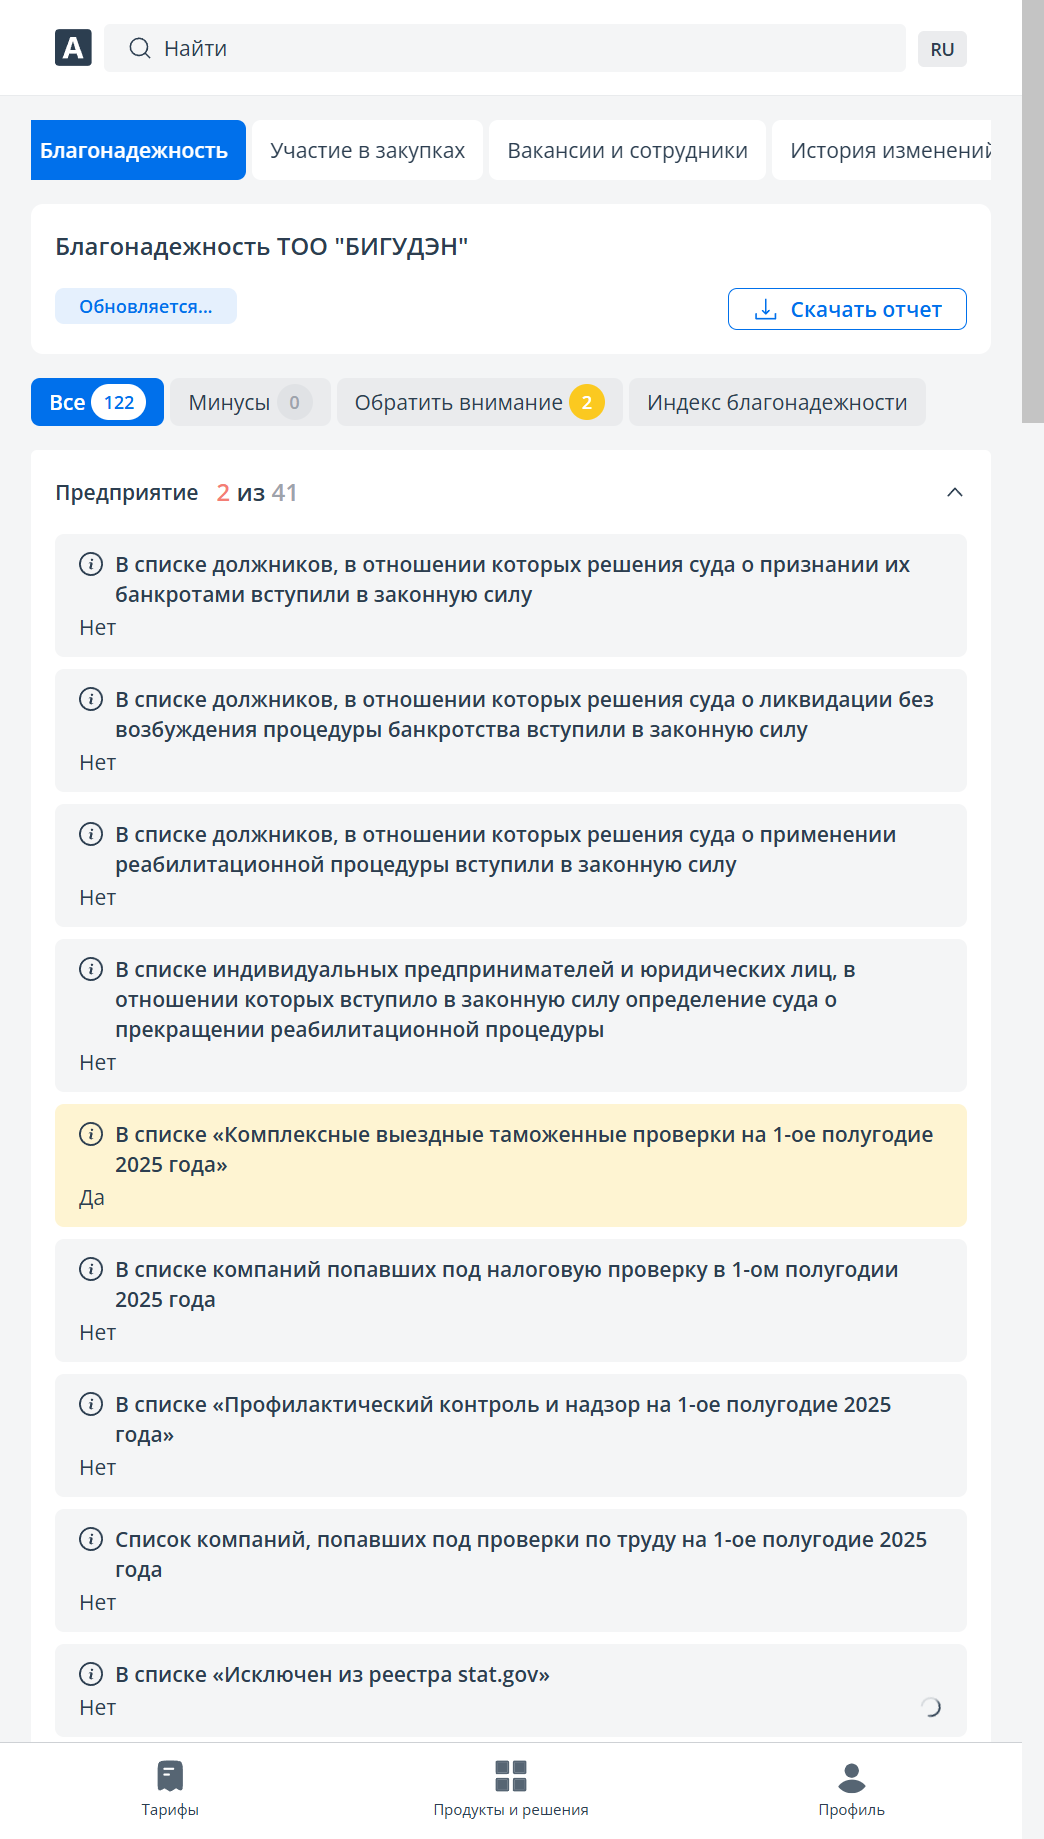 A
Найти
RU
Благонадежность
Участие в закупках
Вакансии и сотрудники
История изменений
Благонадежность ТОО "БИГУДЭН"
Обновляется...
Скачать отчет
Все 122
Минусы 0
Обратить внимание 2
Индекс благонадежности
Предприятие 2 из 41
В списке должников, в отношении которых решения суда о признании их
банкротами вступили в законную силу
Нет
В списке должников, в отношении которых решения суда о ликвидации без
возбуждения процедуры банкротства вступили в законную силу
Нет
В списке должников, в отношении которых решения суда о применении
реабилитационной процедуры вступили в законную силу
Нет
В списке индивидуальных предпринимателей и юридических лиц, в
отношении которых вступило в законную силу определение суда о
прекращении реабилитационной процедуры
Нет
В списке «Комплексные выездные таможенные проверки на 1-ое полугодие
2025 года»
Да
В списке компаний попавших под налоговую проверку в 1-ом полугодии
2025 года
Нет
В списке «Профилактический контроль и надзор на 1-ое полугодие 2025
года»
Нет
Список компаний, попавших под проверки по труду на 1-ое полугодие 2025
года
Нет
В списке «Исключен из реестра stat.gov»
Нет
Тарифы
Продукты и решения
Профиль